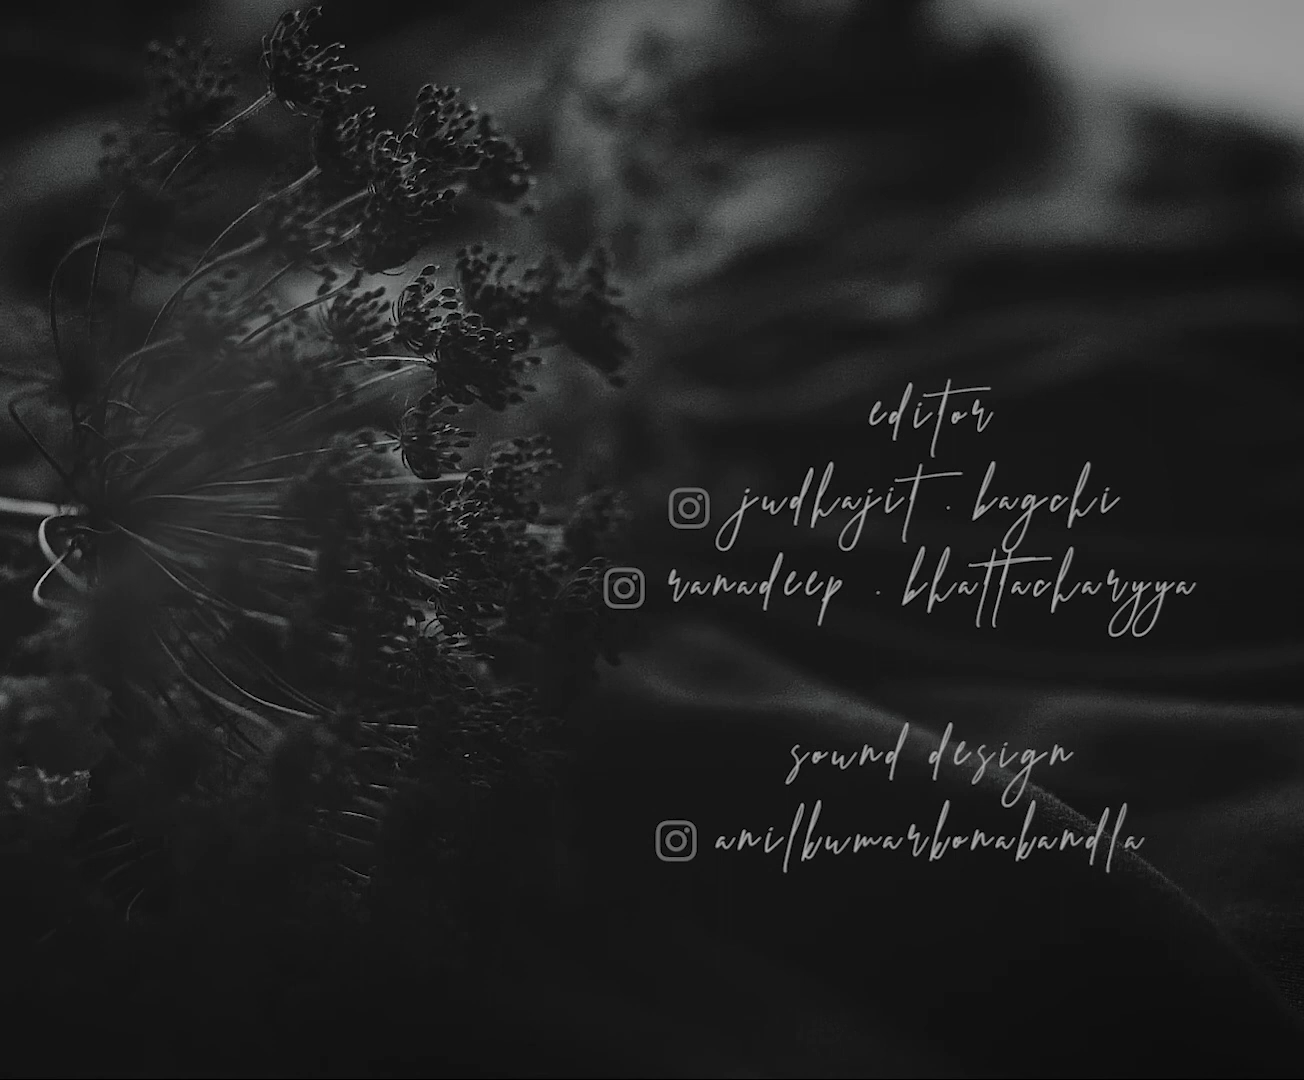 editor
judhajit . bagchi
ranadeep . bhattacharyya
sound design
anilkumarkonakandla